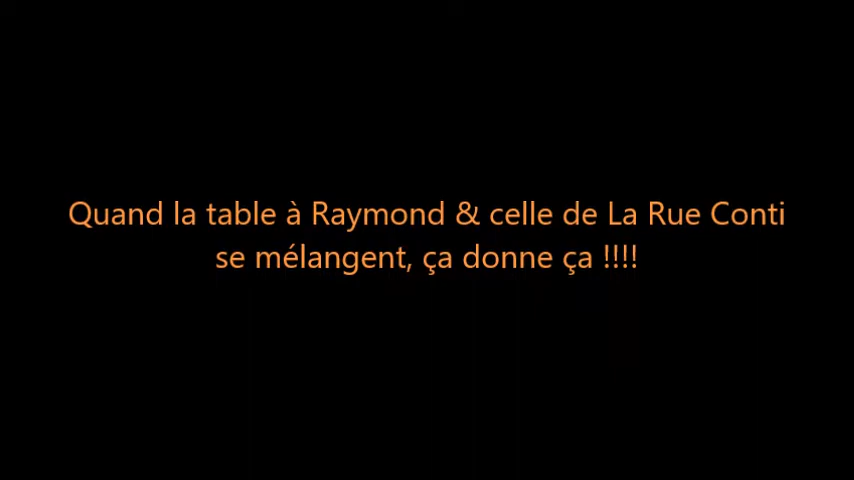 Quand la table à Raymond & celle de La Rue Conti
se mélangent, ça donne ça !!!!